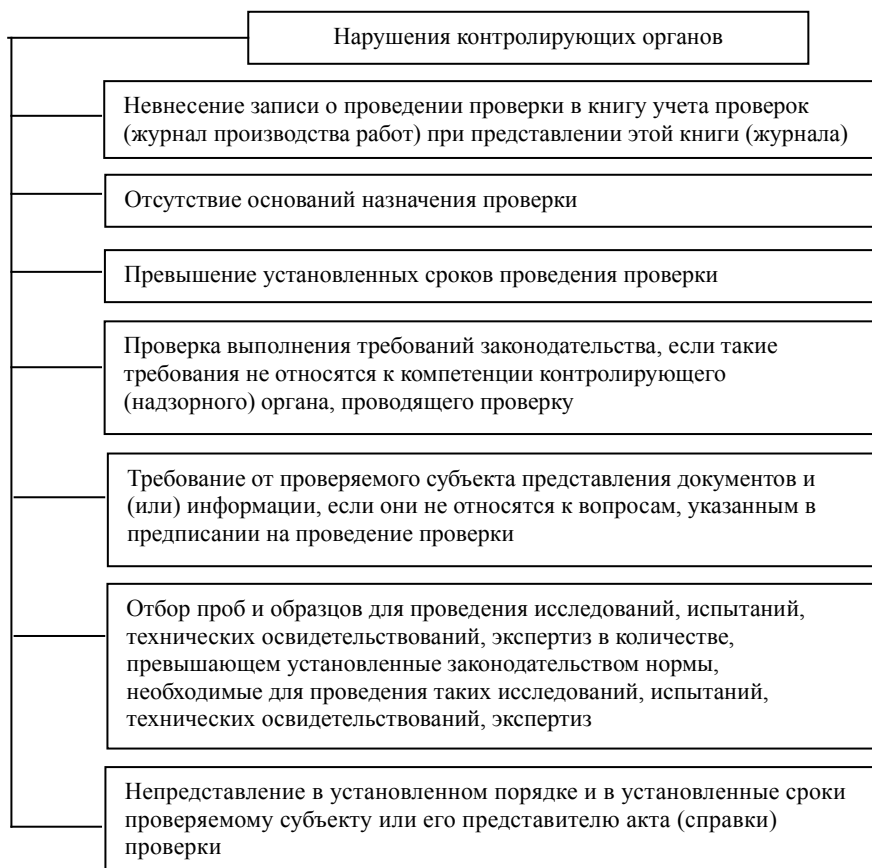 Нарушения контролирующих органов
Невнесение записи о проведении проверки в книгу учета проверок
(журнал производства работ) при представлении этой книги (журнала)
Отсутствие оснований назначения проверки
Превышение установленных сроков проведения проверки
Проверка выполнения требований законодательства, если такие
требования не относятся к компетенции контролирующего
(надзорного) органа, проводящего проверку
Требование от проверяемого субъекта представления документов и
(или) информации, если они не относятся к вопросам, указанным в
предписании на проведение проверки
Отбор проб и образцов для проведения исследований, испытаний,
технических освидетельствований, экспертиз в количестве,
превышающем установленные законодательством нормы,
необходимые для проведения таких исследований, испытаний,
технических освидетельствований, экспертиз
Непредставление в установленном порядке и в установленные сроки
проверяемому субъекту или его представителю акта (справки)
проверки